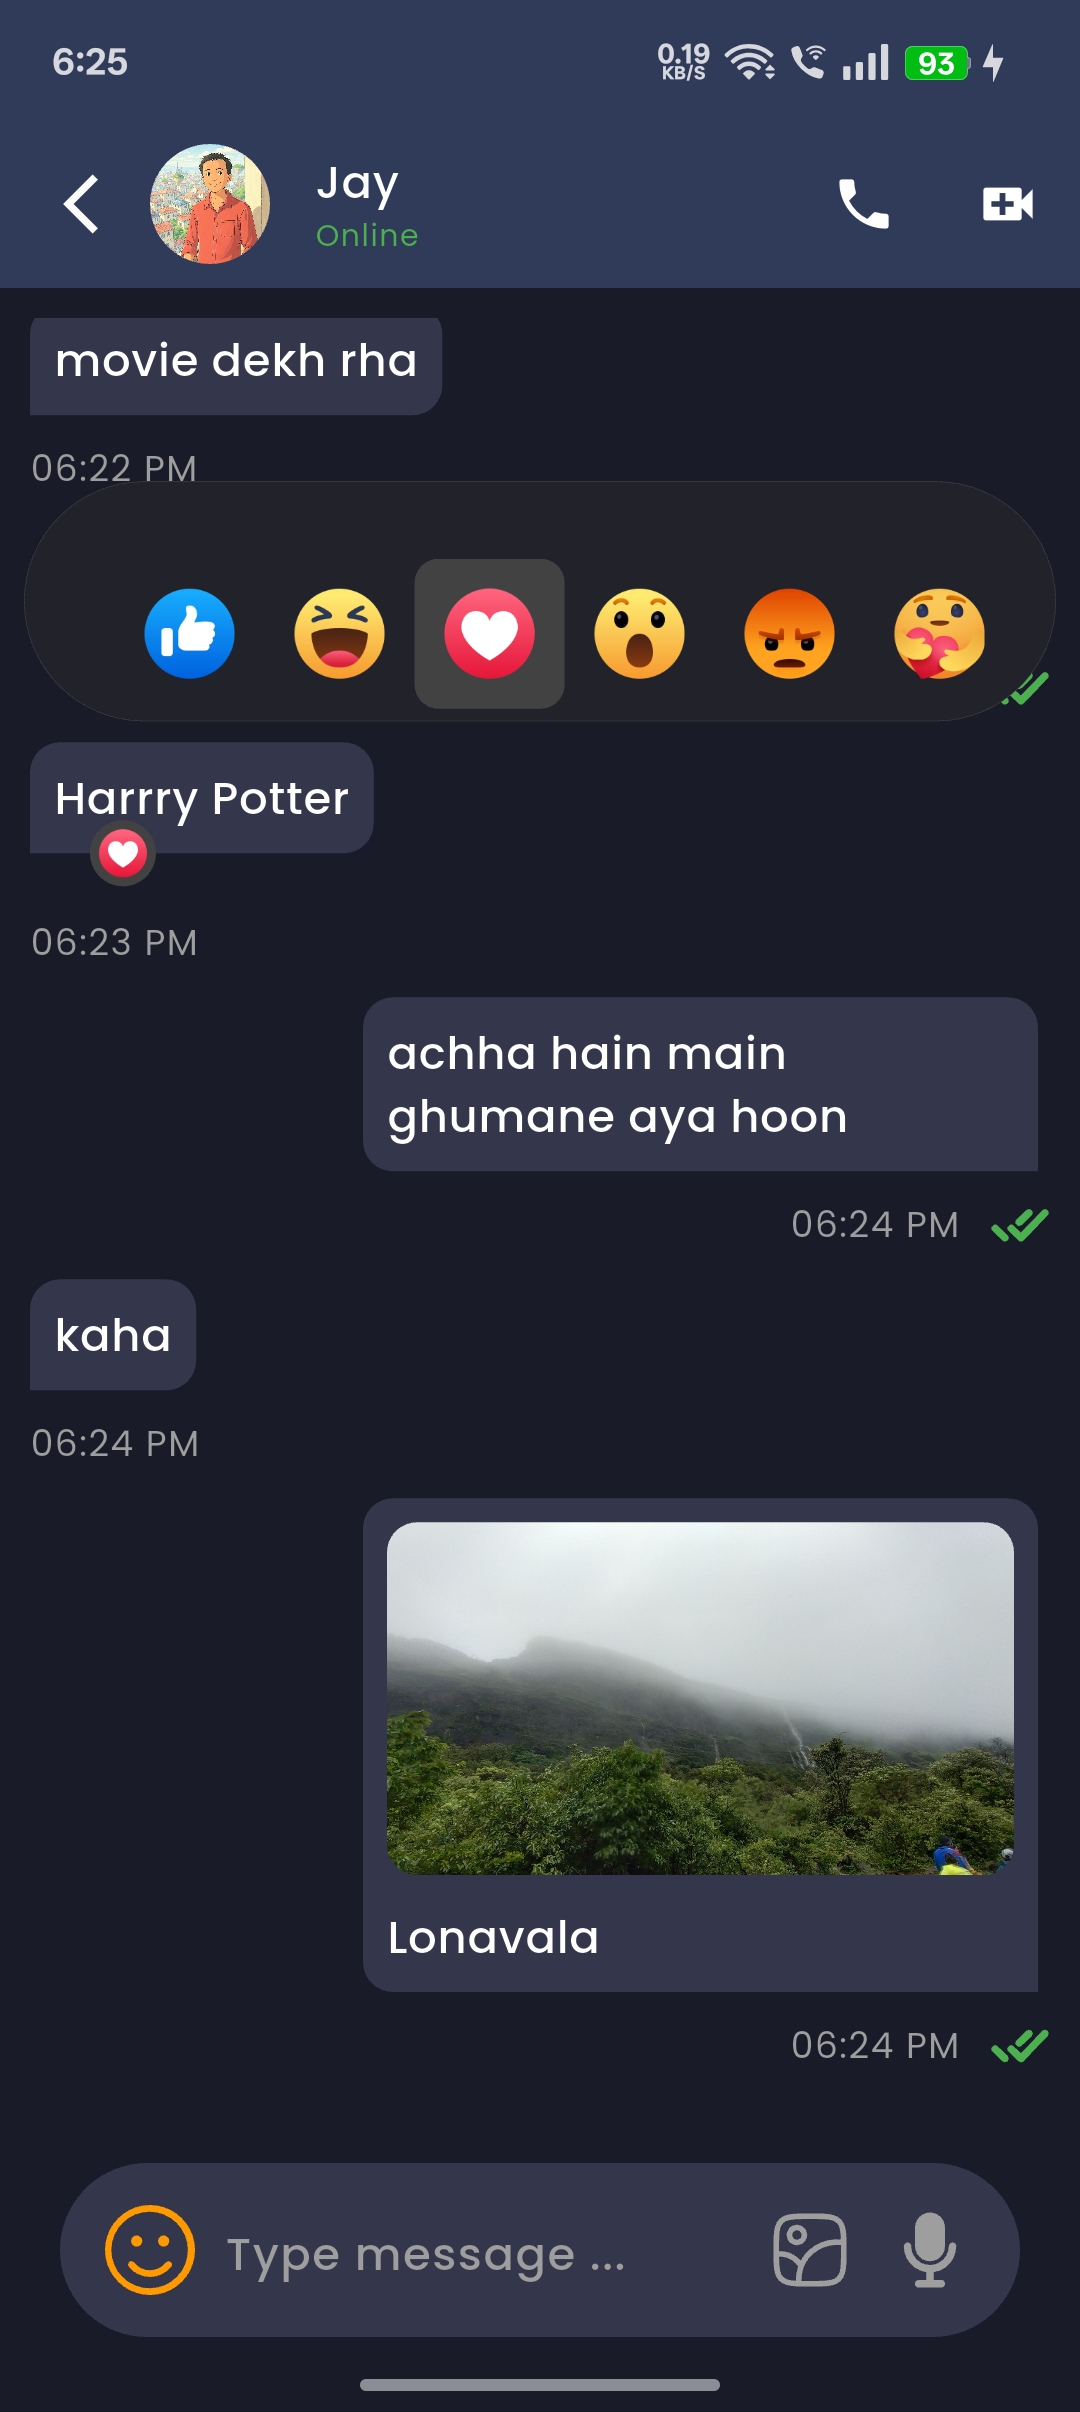 6:25
0.19
KB/S
93
Jay
Online
movie dekh rha
06:22 PM
Harrry Potter
06:23 PM
achha hain main
ghumane aya hoon
06:24 PM
kaha
06:24 PM
Lonavala
06:24 PM
Type message ...